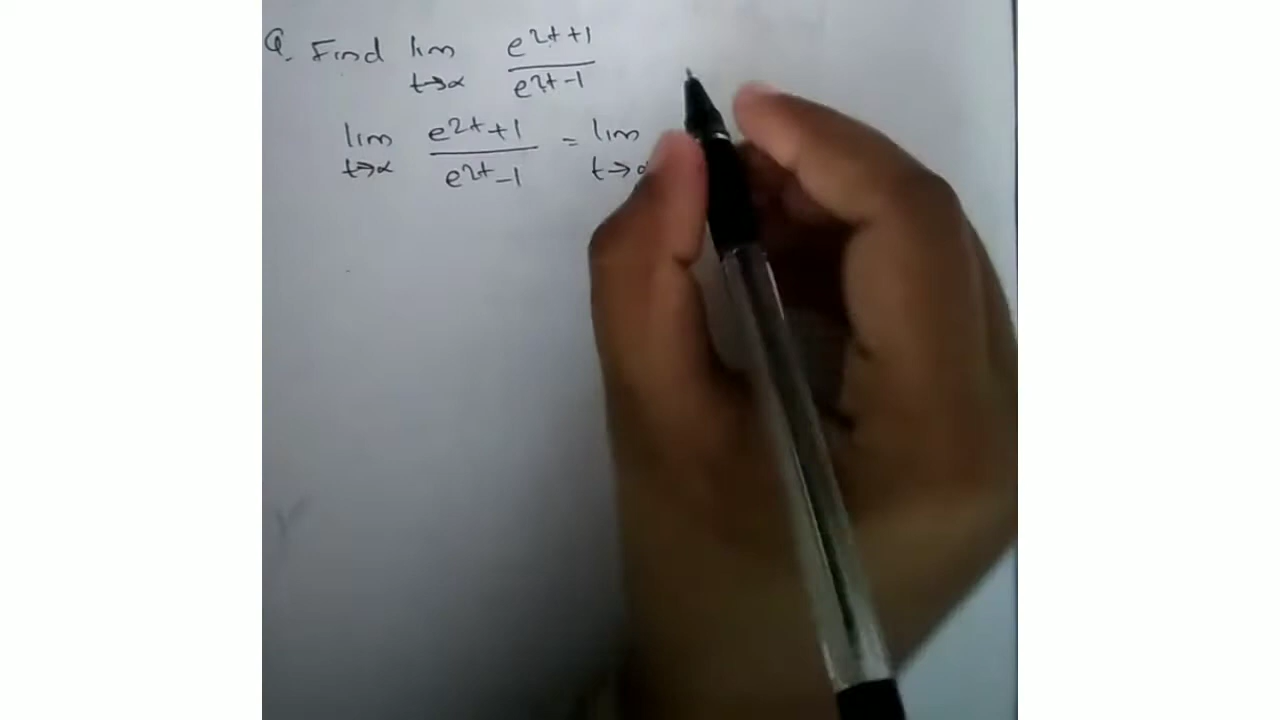 Q. Find lim t→α e^2t+1 / e^2t-1
lim t→α e^2t+1 / e^2t-1 = lim t→α